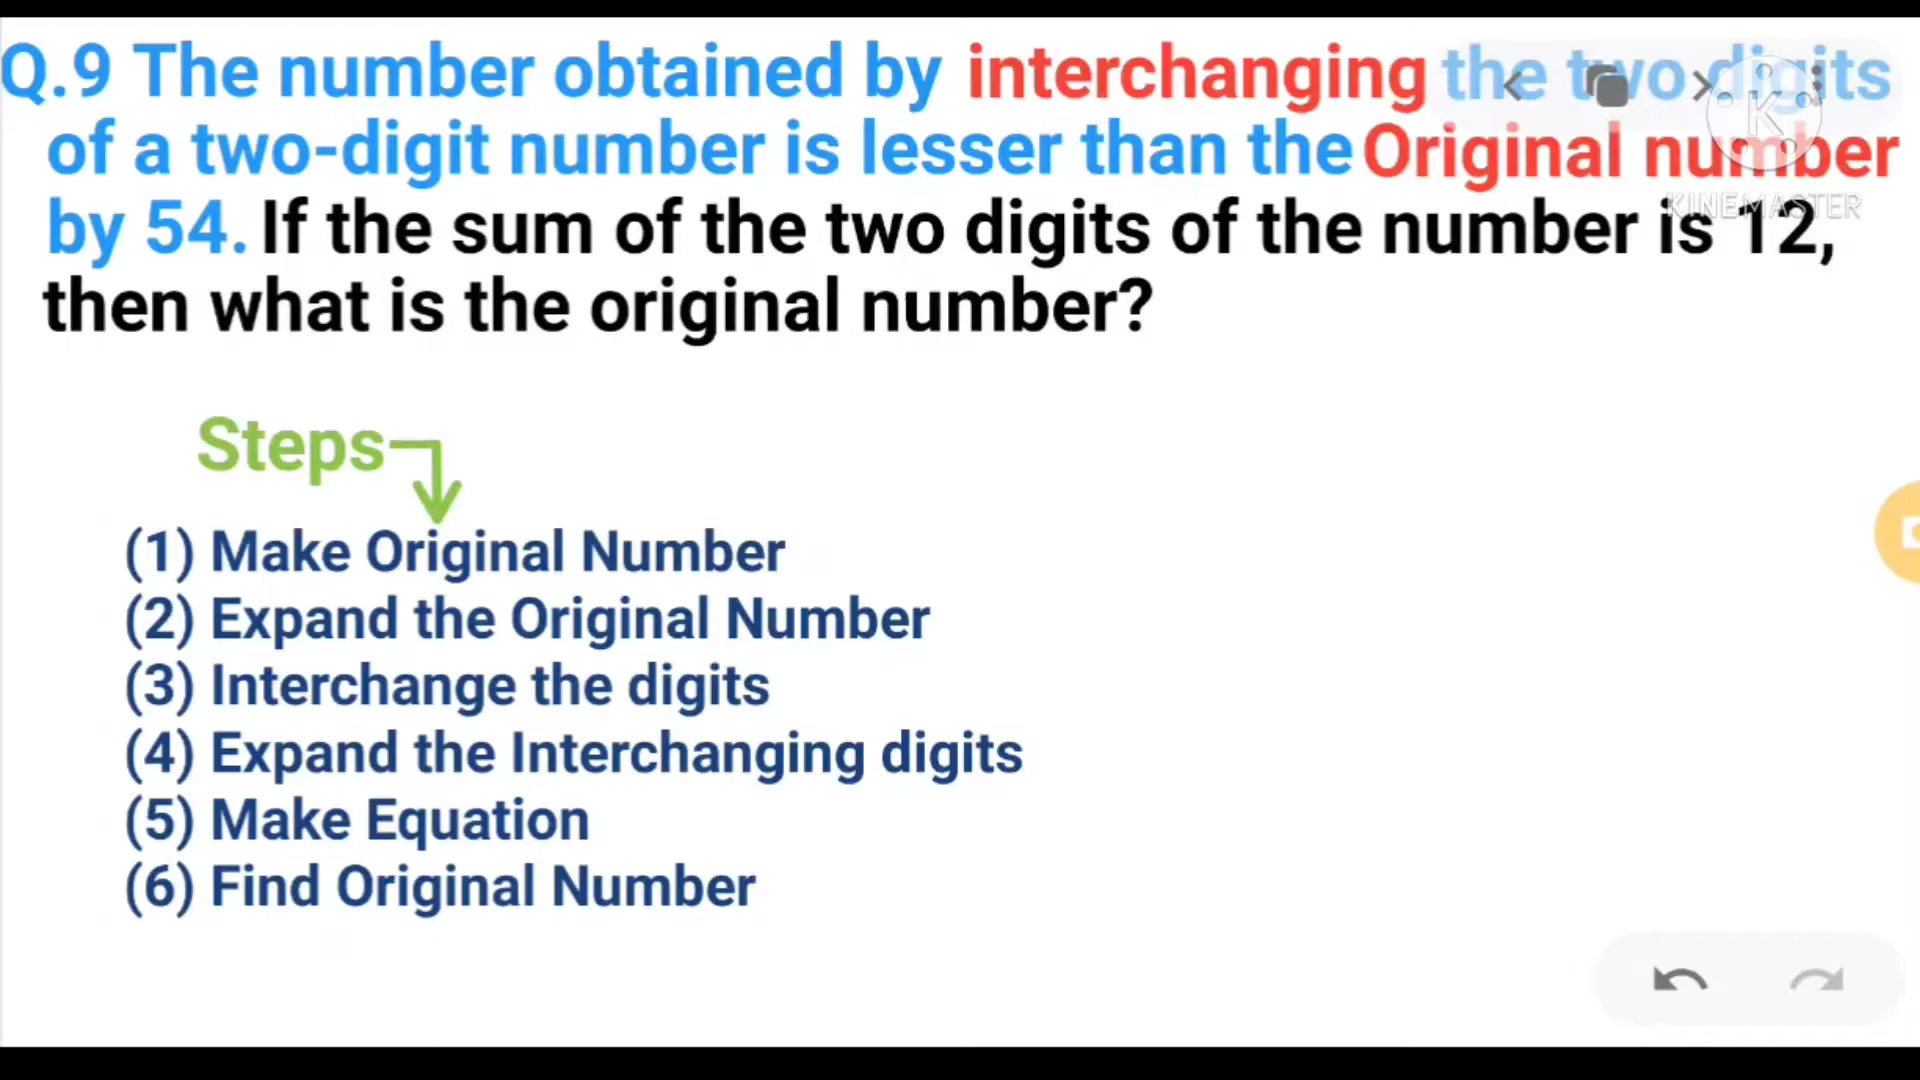 Q.9 The number obtained by interchanging the two digits
of a two-digit number is lesser than the Original number
by 54. If the sum of the two digits of the number is 12,
then what is the original number?
KINEMASTER
Steps
(1) Make Original Number
(2) Expand the Original Number
(3) Interchange the digits
(4) Expand the Interchanging digits
(5) Make Equation
(6) Find Original Number